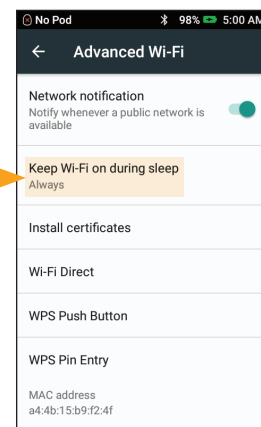 No Pod 98% 5:00 AM
Advanced Wi-Fi
Network notification
Notify whenever a public network is
available
Keep Wi-Fi on during sleep
Always
Install certificates
Wi-Fi Direct
WPS Push Button
WPS Pin Entry
MAC address
a4:4b:15:b9:f2:4f